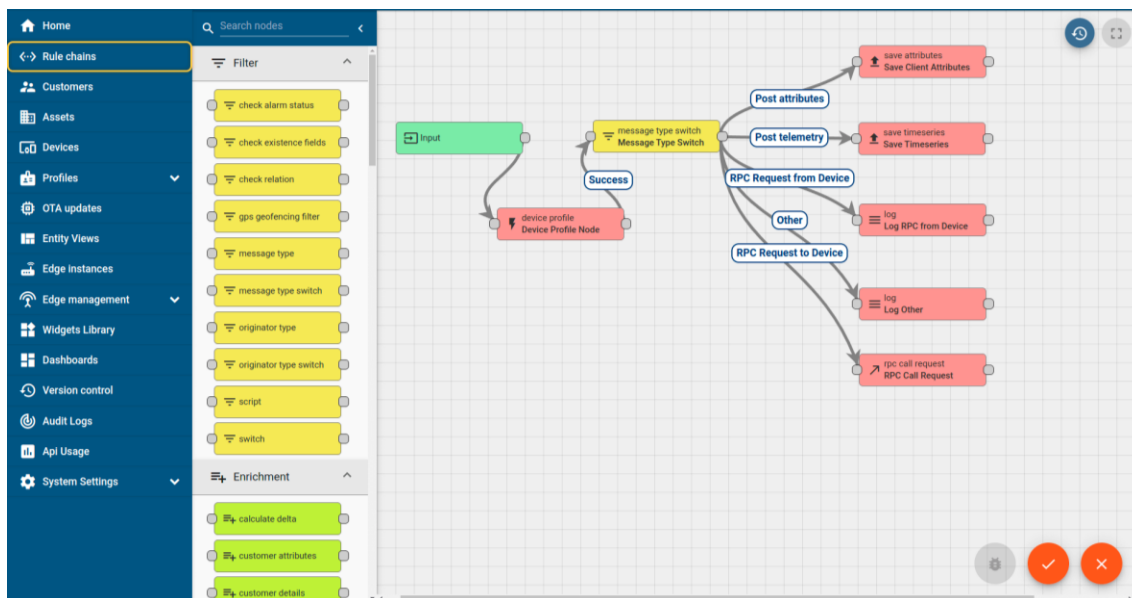 Home
Rule chains
Customers
Assets
Devices
Profiles
OTA updates
Entity Views
Edge instances
Edge management
Widgets Library
Dashboards
Version control
Audit Logs
Api Usage
System Settings
Search nodes
Filter
check alarm status
check existence fields
check relation
gps geofencing filter
message type
message type switch
originator type
originator type switch
script
switch
Enrichment
calculate delta
customer attributes
customer details
Input
device profile
Device Profile Node
Success
message type switch
Message Type Switch
Post attributes
Post telemetry
RPC Request from Device
Other
RPC Request to Device
save attributes
Save Client Attributes
save timeseries
Save Timeseries
log
Log RPC from Device
log
Log Other
rpc call request
RPC Call Request